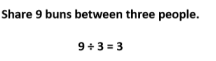 Share 9 buns between three people.
9 ÷ 3 = 3